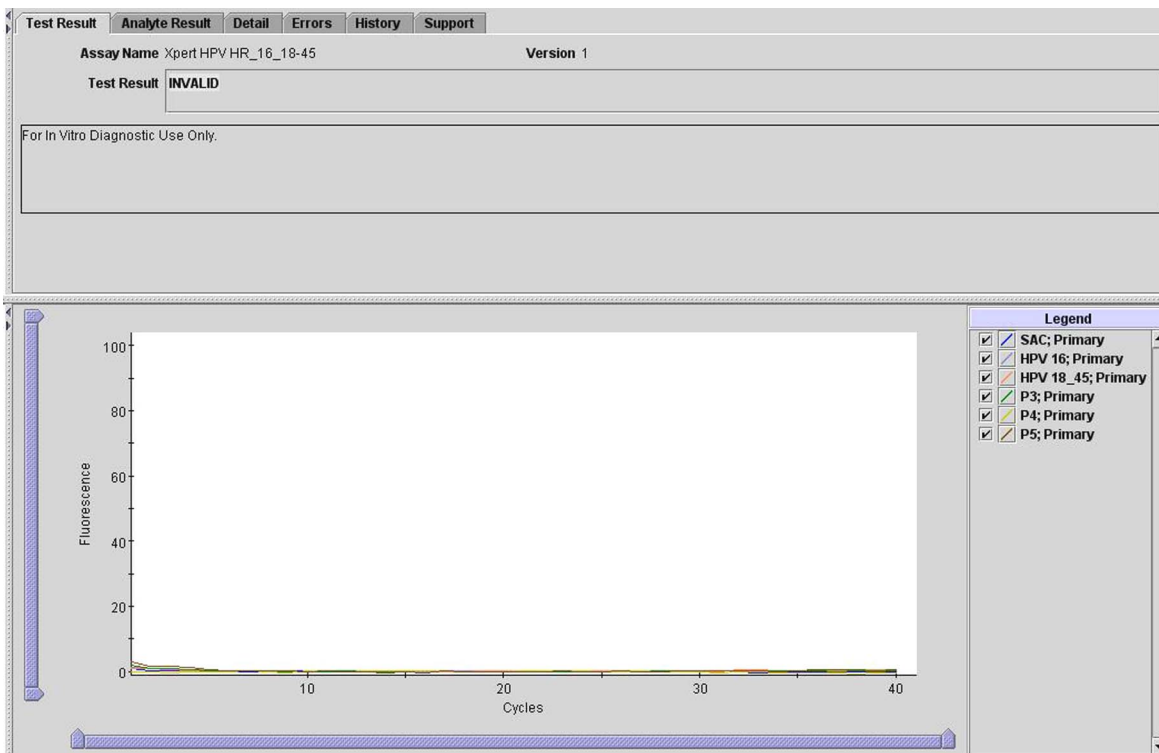 Test Result Analyte Result Detail Errors History Support
Assay Name Xpert HPV HR_16_18-45 Version 1
Test Result INVALID
For In Vitro Diagnostic Use Only.
100
80
60
40
20
0
Fluorescence
10 20 30 40
Cycles
Legend
SAC; Primary
HPV 16; Primary
HPV 18_45; Primary
P3; Primary
P4; Primary
P5; Primary